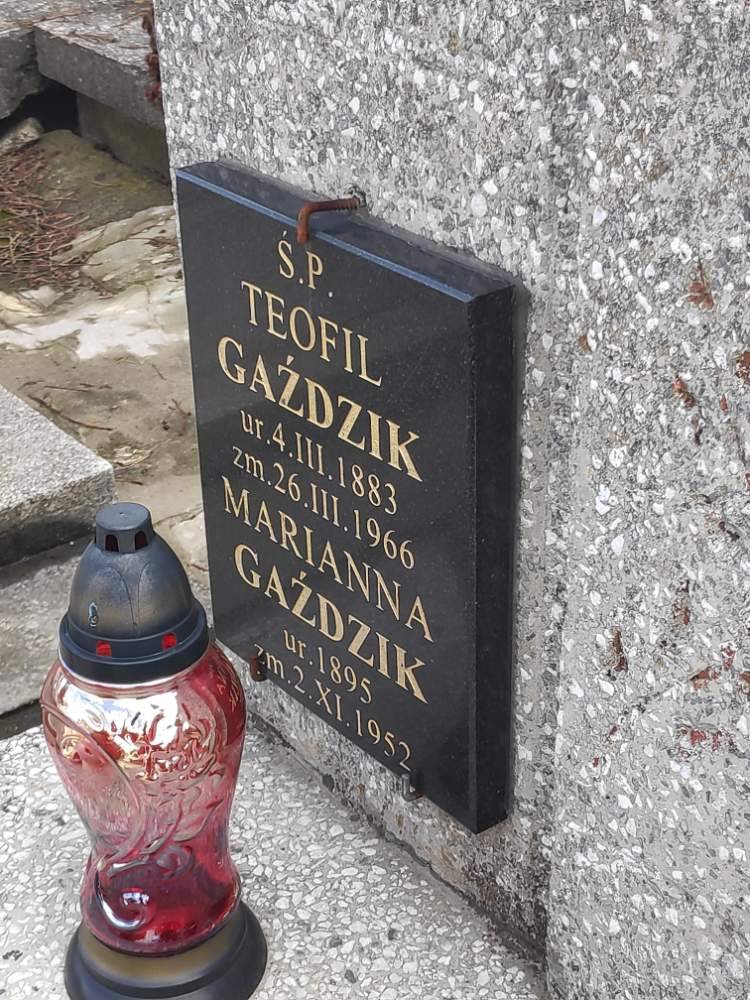 Ś.P.
TEOFIL
GAŹDZIK
ur.4.III.1883
zm.26.III.1966
MARIANNA
GAŹDZIK
ur.1895
zm.2.XI.1952